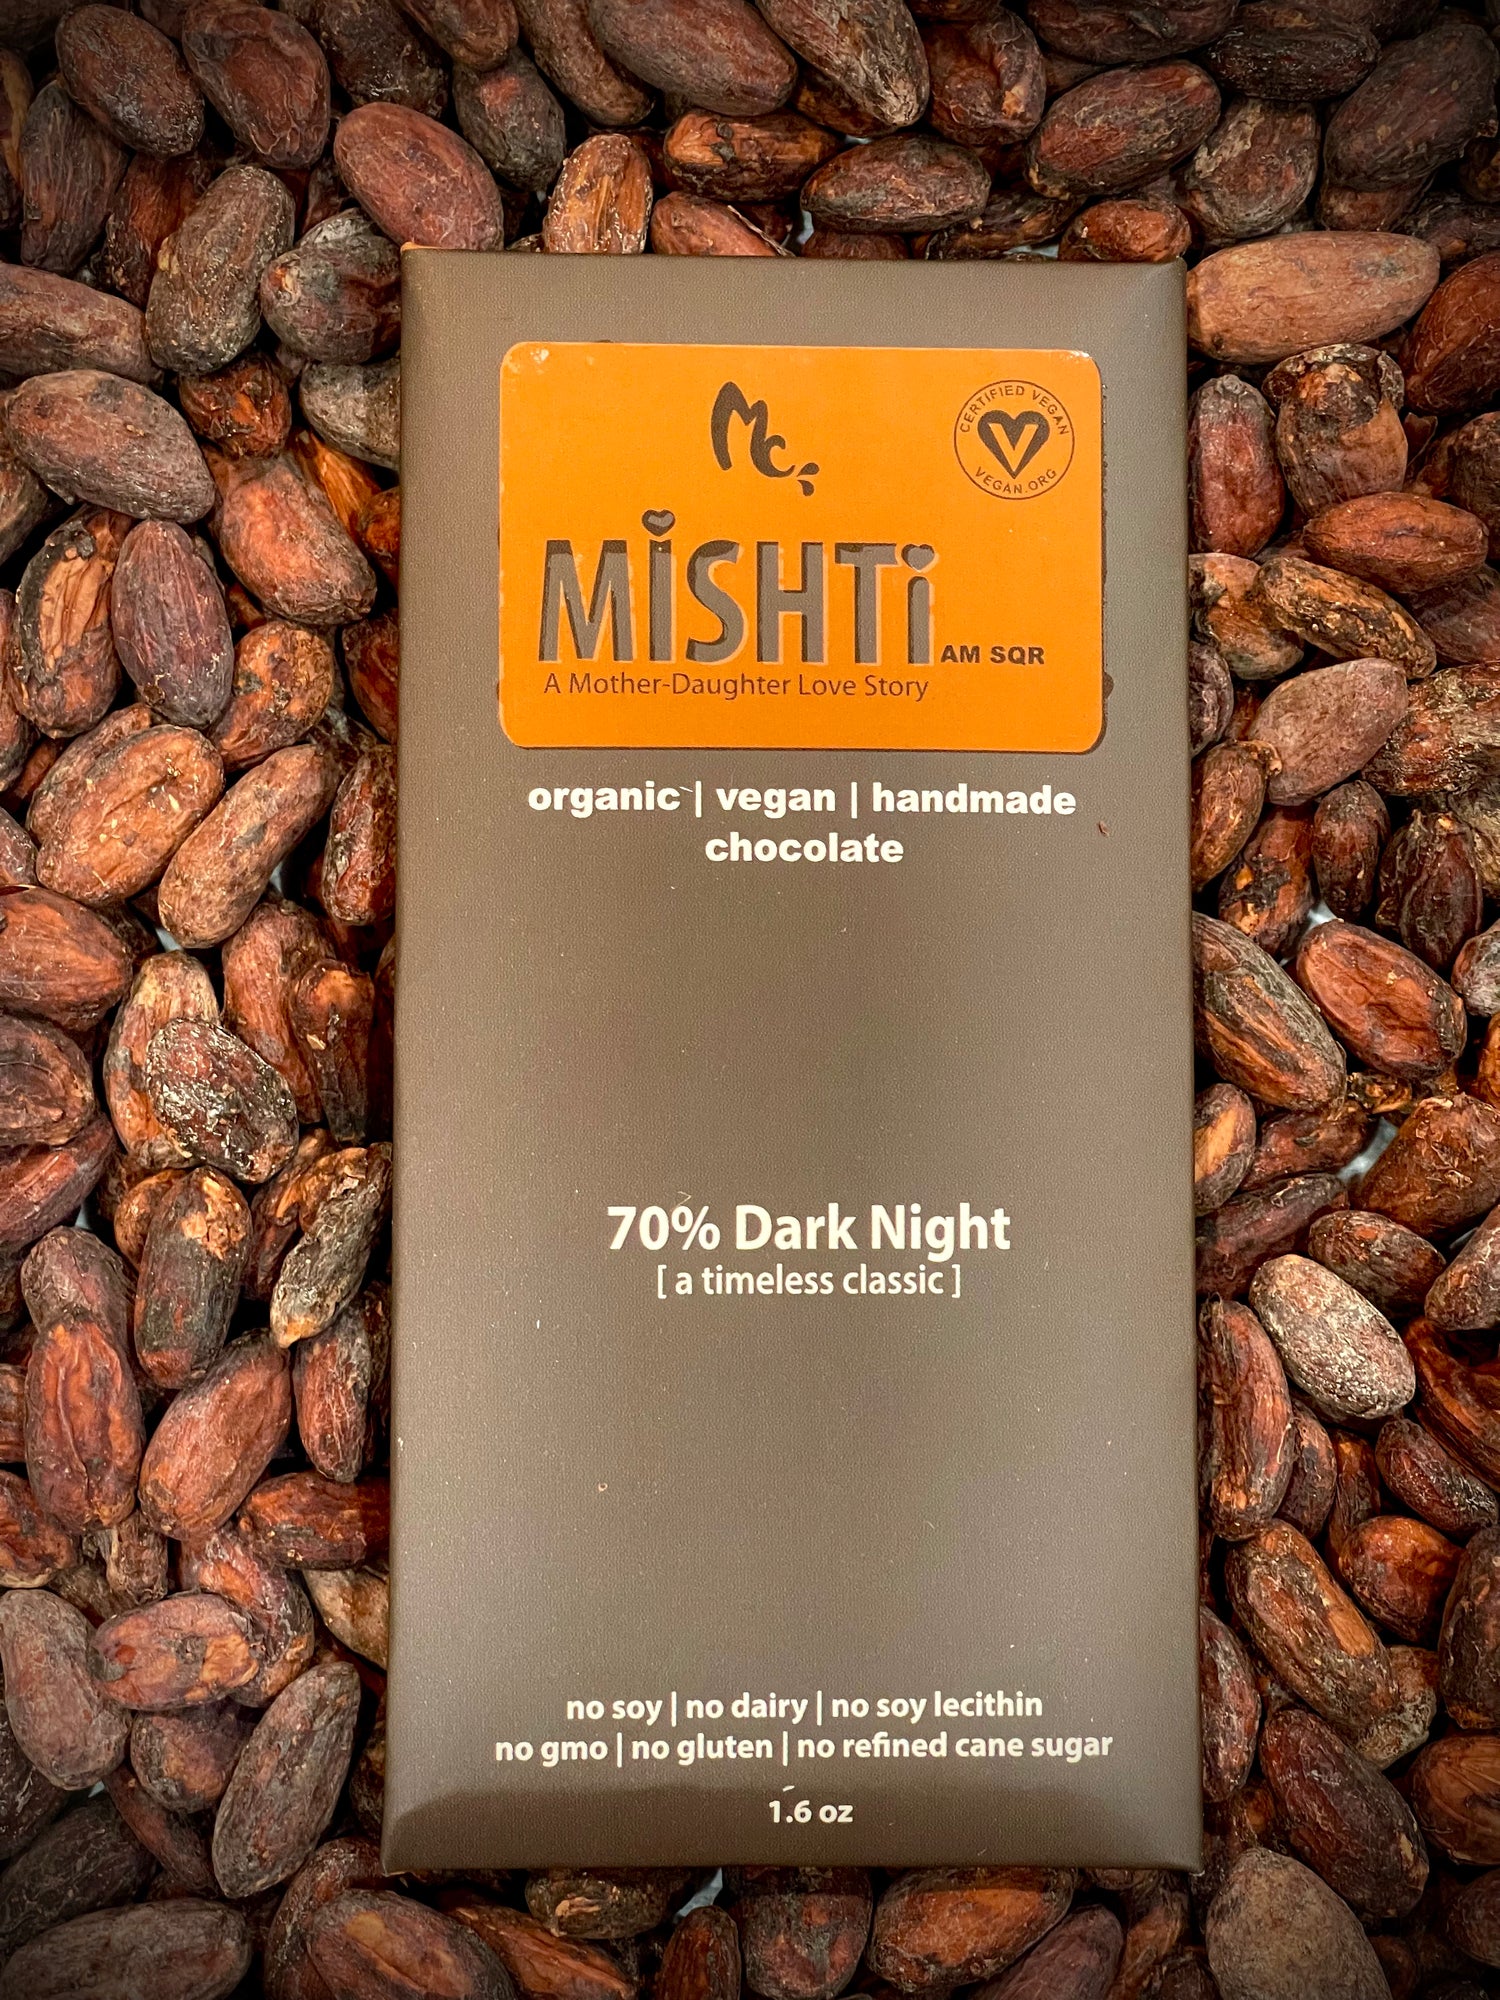 Mc
CERTIFIED VEGAN
VEGAN.ORG
MiSHTi AM SQR
A Mother-Daughter Love Story
organic | vegan | handmade
chocolate
70% Dark Night
[ a timeless classic ]
no soy | no dairy | no soy lecithin
no gmo | no gluten | no refined cane sugar
1.6 oz